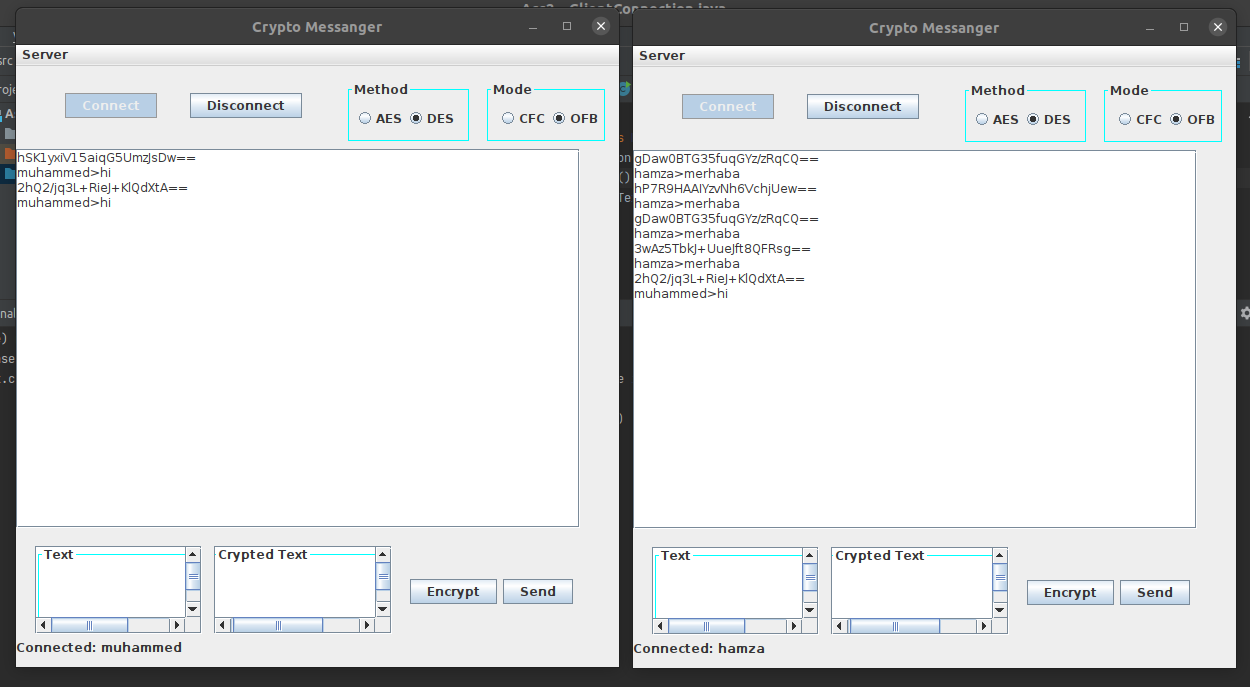 Crypto Messanger
Server
Connect
Disconnect
Method
AES
DES
Mode
CFC
OFB
hSK1yxiV15aiqG5UmzJsDw==
muhammed>hi
2hQ2/jq3L+RieJ+KlQdXtA==
muhammed>hi
Text
Crypted Text
Encrypt
Send
Connected: muhammed
Crypto Messanger
Server
Connect
Disconnect
Method
AES
DES
Mode
CFC
OFB
gDaw0BTG35fuqGYz/zRqCQ==
hamza>merhaba
hP7R9HAAIYzvNh6VchjUew==
hamza>merhaba
gDaw0BTG35fuqGYz/zRqCQ==
hamza>merhaba
3wAz5TbkJ+UueJft8QFRsg==
hamza>merhaba
2hQ2/jq3L+RieJ+KlQdXtA==
muhammed>hi
Text
Crypted Text
Encrypt
Send
Connected: hamza